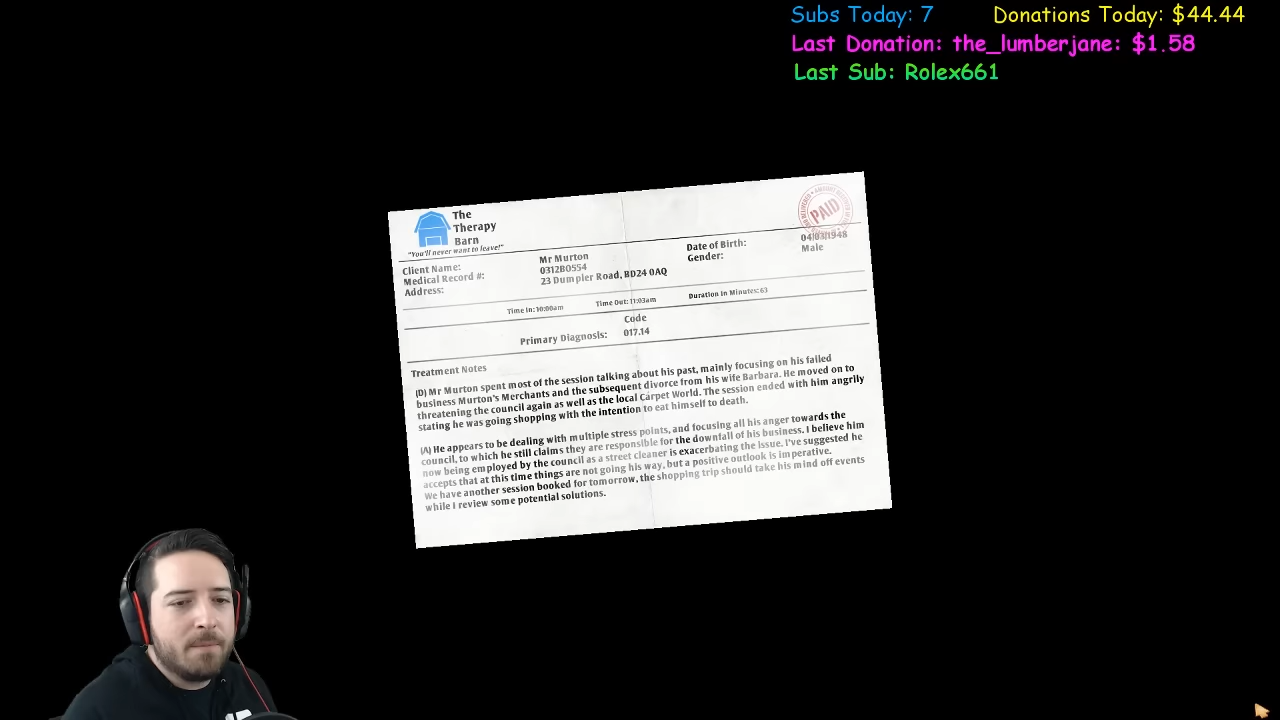 Subs Today: 7
Donations Today: $44.44
Last Donation: the_lumberjane: $1.58
Last Sub: Rolex661
The
Therapy
Barn
"You'll never want to leave!"
PAID
Client Name: Mr Murton
Medical Record #: 0312B0554
Address: 23 Dumpler Road, BD24 0AQ
Date of Birth: 04/03/1948
Gender: Male
Time In: 10:00am Time Out: 11:03am Duration in Minutes: 63
Code
Primary Diagnosis: 017.14
Treatment Notes
(D) Mr Murton spent most of the session talking about his past, mainly focusing on his failed
business Murton's Merchants and the subsequent divorce from his wife Barbara. He moved on to
threatening the council again as well as the local Carpet World. The session ended with him angrily
stating he was going shopping with the intention to eat himself to death.
(A) He appears to be dealing with multiple stress points, and focusing all his anger towards the
council, to which he still claims they are responsible for the downfall of his business. I believe him
now being employed by the council as a street cleaner is exacerbating the issue. I've suggested he
accepts that at this time things are not going his way, but a positive outlook is imperative.
We have another session booked for tomorrow, the shopping trip should take his mind off events
while I review some potential solutions.